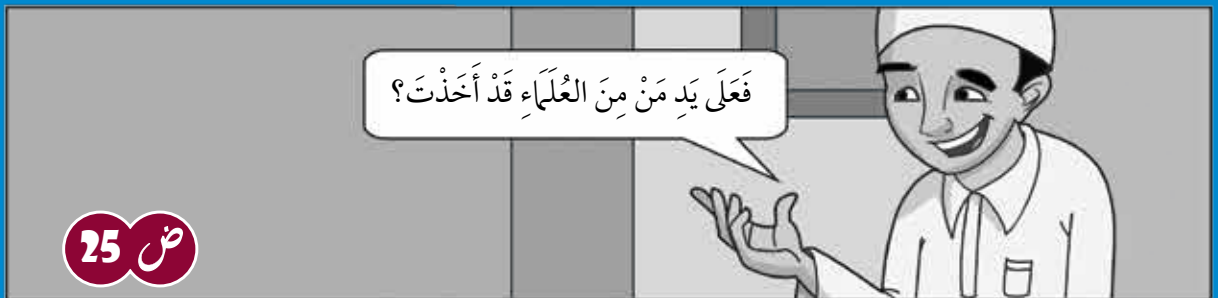 فَعَلَى يَدِ مَنْ مِنَ العُلَمَاءِ قَدْ أَخَذْتَ؟
ض 25